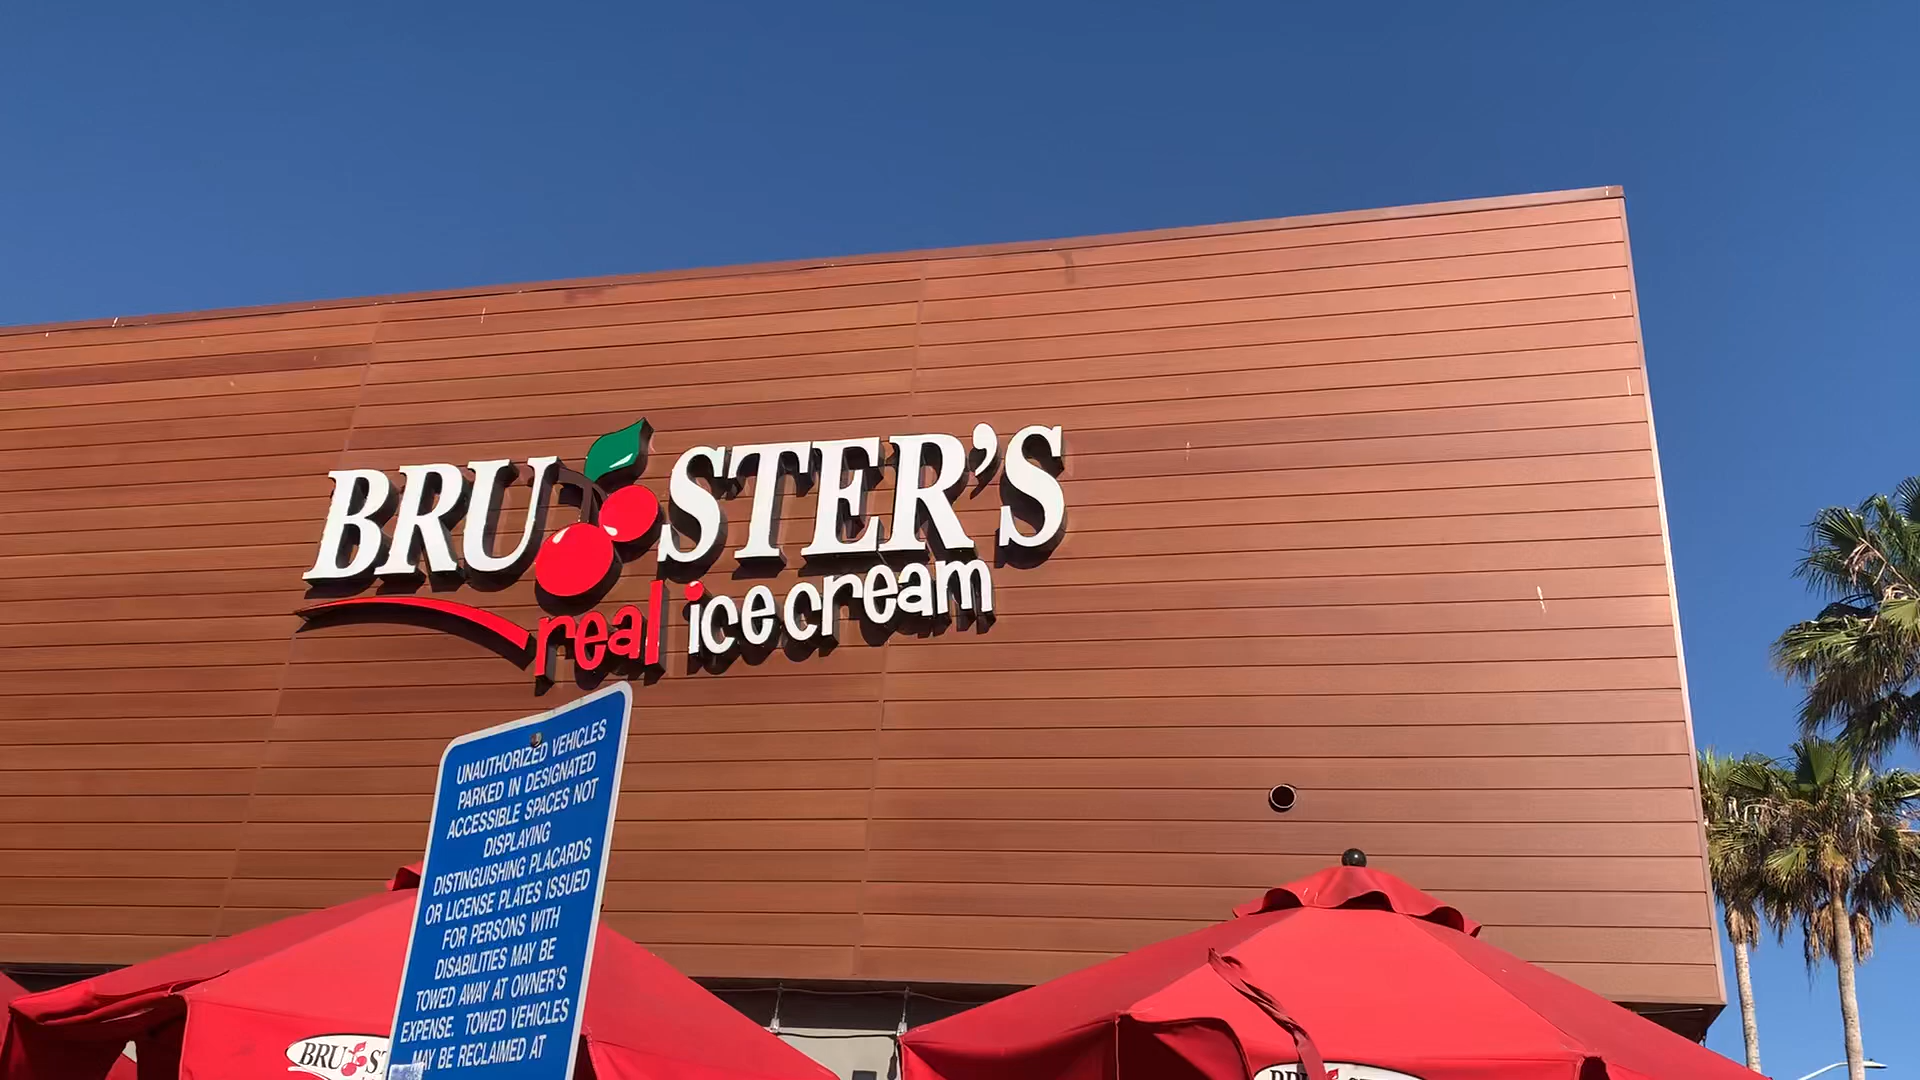 BRUSTER'S
real ice cream
UNAUTHORIZED VEHICLES
PARKED IN DESIGNATED
ACCESSIBLE SPACES NOT
DISPLAYING
DISTINGUISHING PLACARDS
OR LICENSE PLATES ISSUED
FOR PERSONS WITH
DISABILITIES MAY BE
TOWED AWAY AT OWNER'S
EXPENSE. TOWED VEHICLES
MAY BE RECLAIMED AT